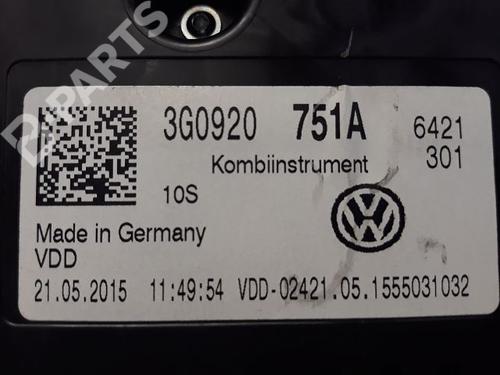 B-PARTS
3G0920 751A 6421
Kombiinstrument 301
10S
Made in Germany
VDD
21.05.2015 11:49:54 VDD-02421.05.1555031032